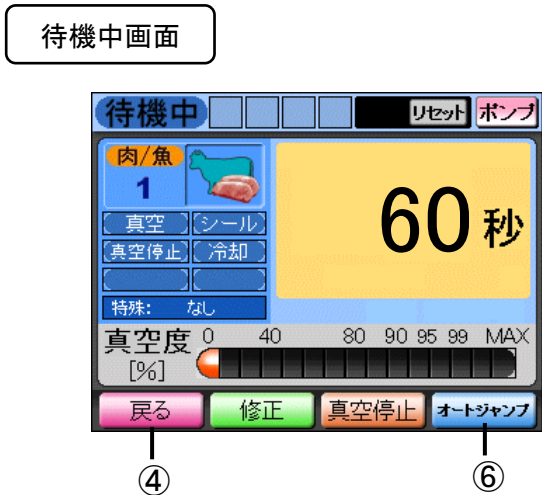 待機中画面
待機中 リセット ポンプ
肉/魚
1
60秒
真空 シール
真空停止 冷却
特殊: なし
真空度 0 40 80 90 95 99 MAX
[%]
戻る 修正 真空停止 オートジャンプ
④ ⑥